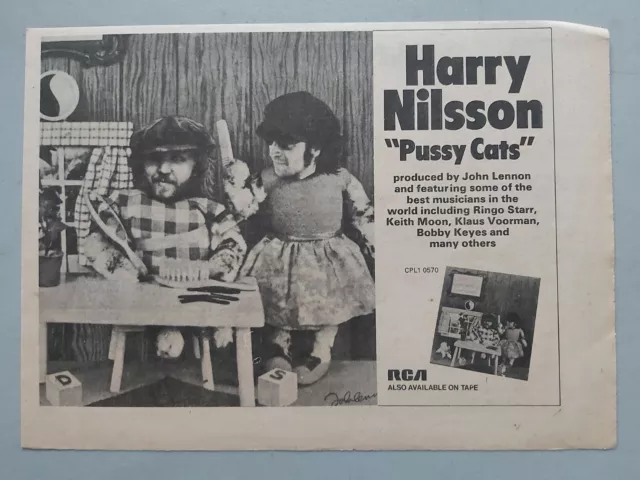 Harry
Nilsson
"Pussy Cats"
produced by John Lennon
and featuring some of the
best musicians in the
world including Ringo Starr,
Keith Moon, Klaus Voorman,
Bobby Keyes and
many others
CPL1 0570
RCA
ALSO AVAILABLE ON TAPE
D
S